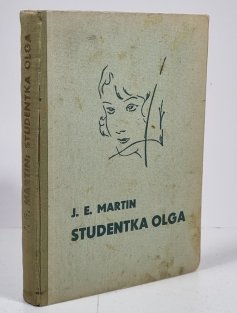 J. E. MARTIN: STUDENTKA OLGA
J. E. MARTIN
STUDENTKA OLGA